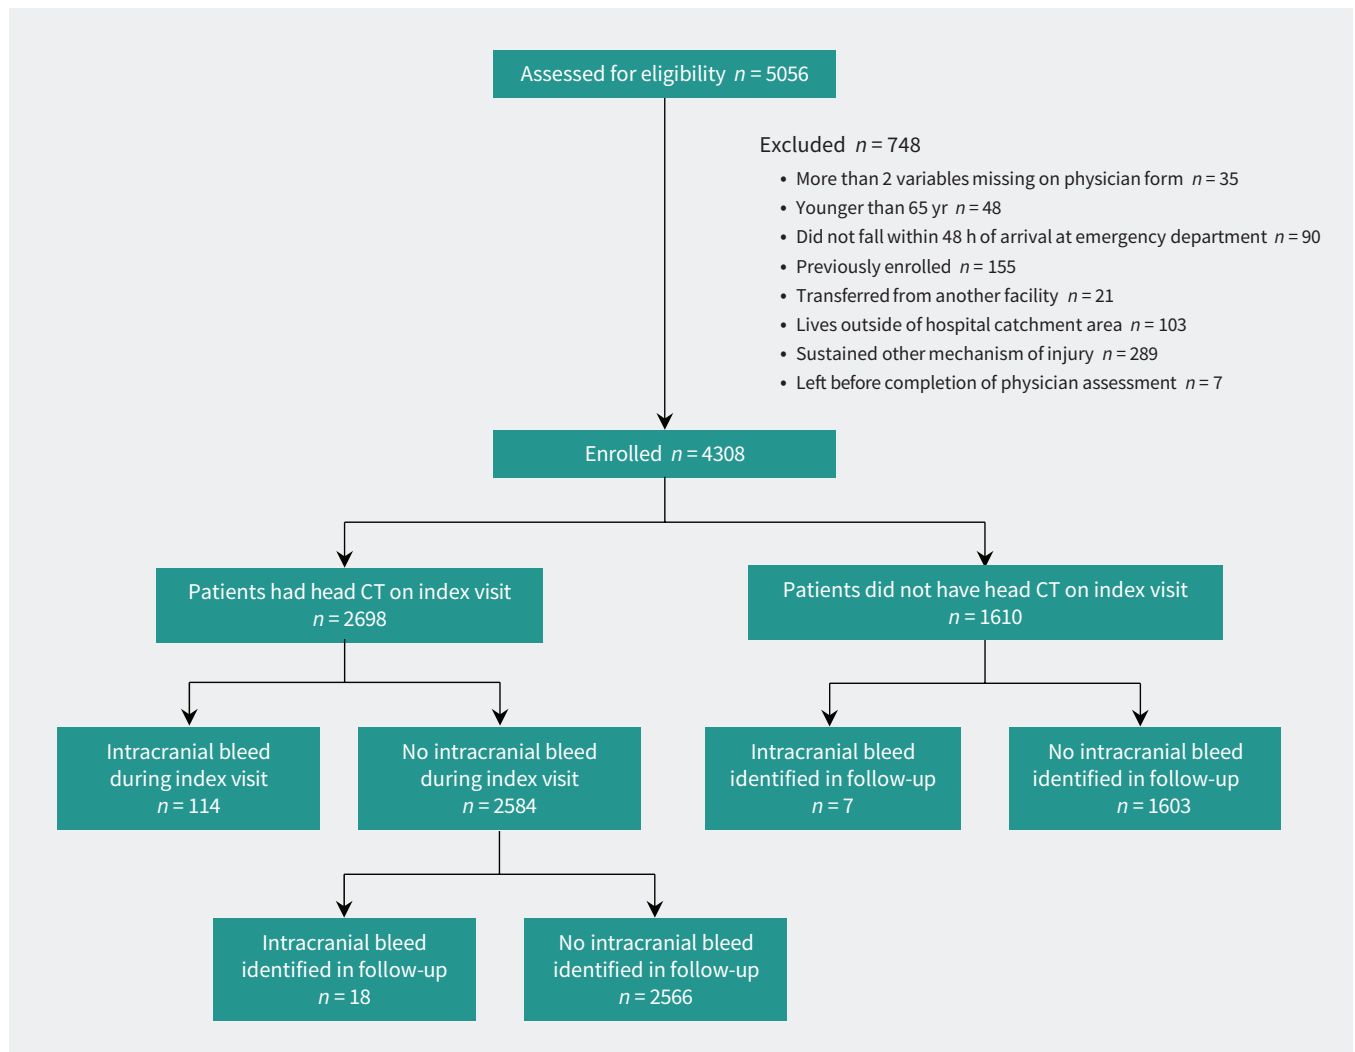 Assessed for eligibility n = 5056
Excluded n = 748
• More than 2 variables missing on physician form n = 35
• Younger than 65 yr n = 48
• Did not fall within 48 h of arrival at emergency department n = 90
• Previously enrolled n = 155
• Transferred from another facility n = 21
• Lives outside of hospital catchment area n = 103
• Sustained other mechanism of injury n = 289
• Left before completion of physician assessment n = 7
Enrolled n = 4308
Patients had head CT on index visit
n = 2698
Patients did not have head CT on index visit
n = 1610
Intracranial bleed
during index visit
n = 114
No intracranial bleed
during index visit
n = 2584
Intracranial bleed
identified in follow-up
n = 7
No intracranial bleed
identified in follow-up
n = 1603
Intracranial bleed
identified in follow-up
n = 18
No intracranial bleed
identified in follow-up
n = 2566